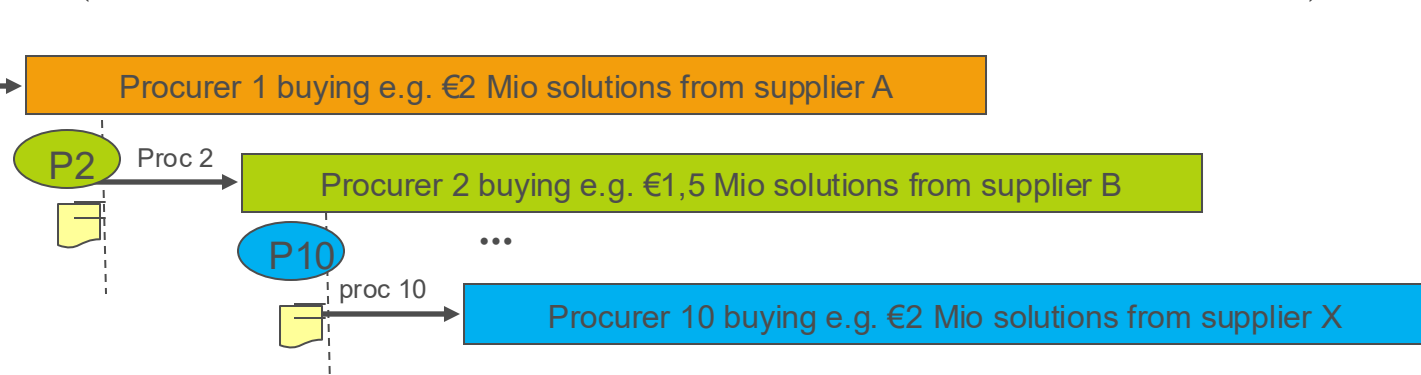 Procurer 1 buying e.g. €2 Mio solutions from supplier A
P2
Proc 2
Procurer 2 buying e.g. €1,5 Mio solutions from supplier B
P10
...
proc 10
Procurer 10 buying e.g. €2 Mio solutions from supplier X